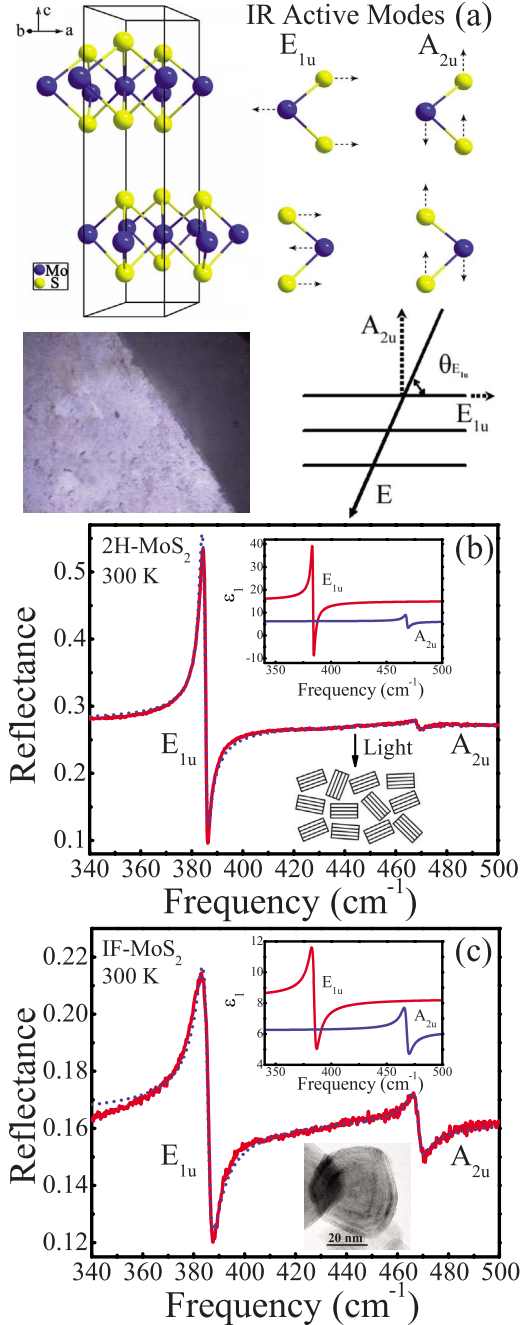 IR Active Modes (a)
c
b a
E1u A2u
Mo
S
A2u
θE1u
E1u
E
(b)
2H-MoS2
300 K
Reflectance
0.5
0.4
0.3
0.2
0.1
ε1
40
30
20
10
0
-10
E1u
A2u
350 400 450 500
Frequency (cm-1)
E1u
Light
A2u
340 360 380 400 420 440 460 480 500
Frequency (cm-1)
(c)
IF-MoS2
300 K
Reflectance
0.22
0.20
0.18
0.16
0.14
0.12
ε1
12
10
8
6
4
E1u
A2u
350 400 450 500
Frequency (cm-1)
E1u
A2u
20 nm
340 360 380 400 420 440 460 480 500
Frequency (cm-1)